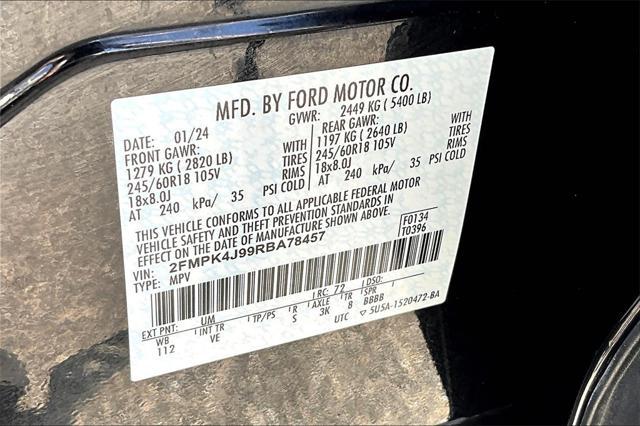 MFD. BY FORD MOTOR CO.
DATE: 01/24 GVWR: 2449 KG ( 5400 LB)
FRONT GAWR: REAR GAWR:
1279 KG ( 2820 LB) WITH 1197 KG ( 2640 LB) WITH
245/60R18 105V TIRES 245/60R18 105V TIRES
18x8.0J RIMS 18x8.0J RIMS
AT 240 kPa/ 35 PSI COLD AT 240 kPa/ 35 PSI COLD
THIS VEHICLE CONFORMS TO ALL APPLICABLE FEDERAL MOTOR
VEHICLE SAFETY AND THEFT PREVENTION STANDARDS IN
EFFECT ON THE DATE OF MANUFACTURE SHOWN ABOVE.
VIN: 2FMPK4J99RBA78457 F0134
TYPE: MPV T0396
EXT PNT: UM RC: 72 DSO:
WB INT TR TP/PS R AXLE TR SPR
112 VE S 3K 8 BBBB
UTC ▽ 5U5A-1520472-BA